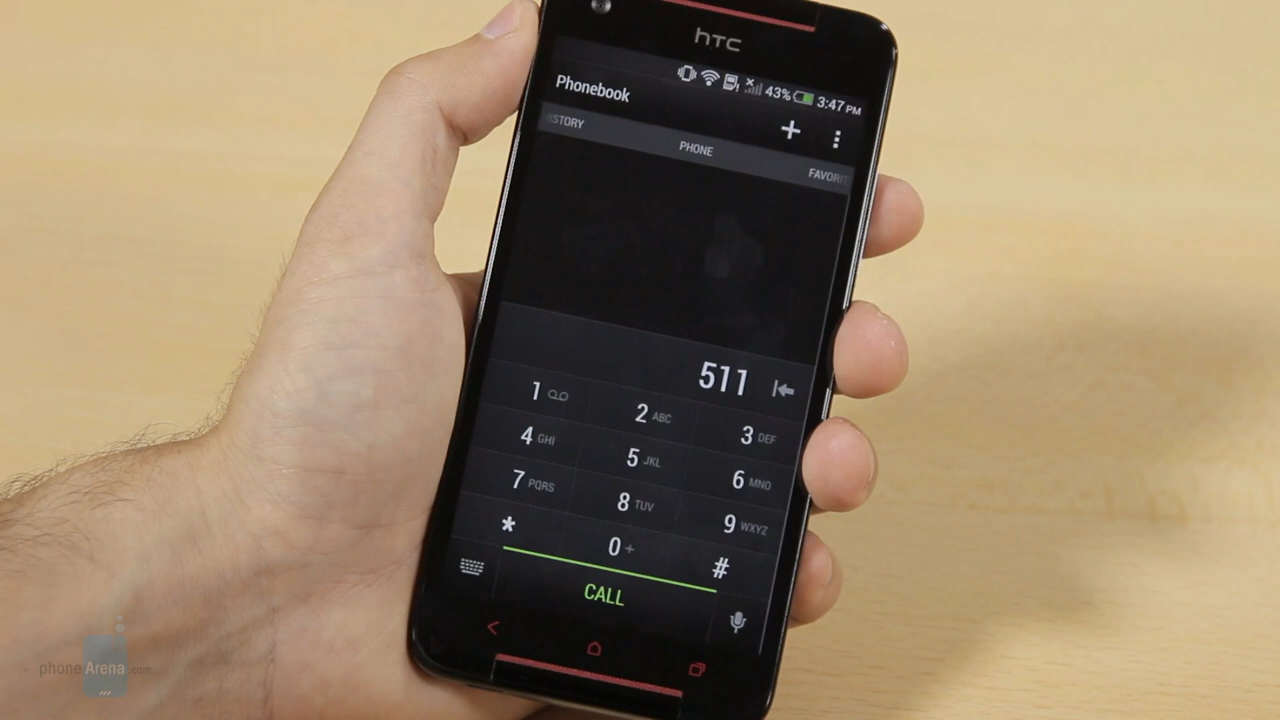 hTC
43% 3:47 PM
Phonebook
ISTORY PHONE FAVORIT
511
1 2 ABC 3 DEF
4 GHI 5 JKL 6 MNO
7 PQRS 8 TUV 9 WXYZ
* 0 + #
CALL
phoneArena.com